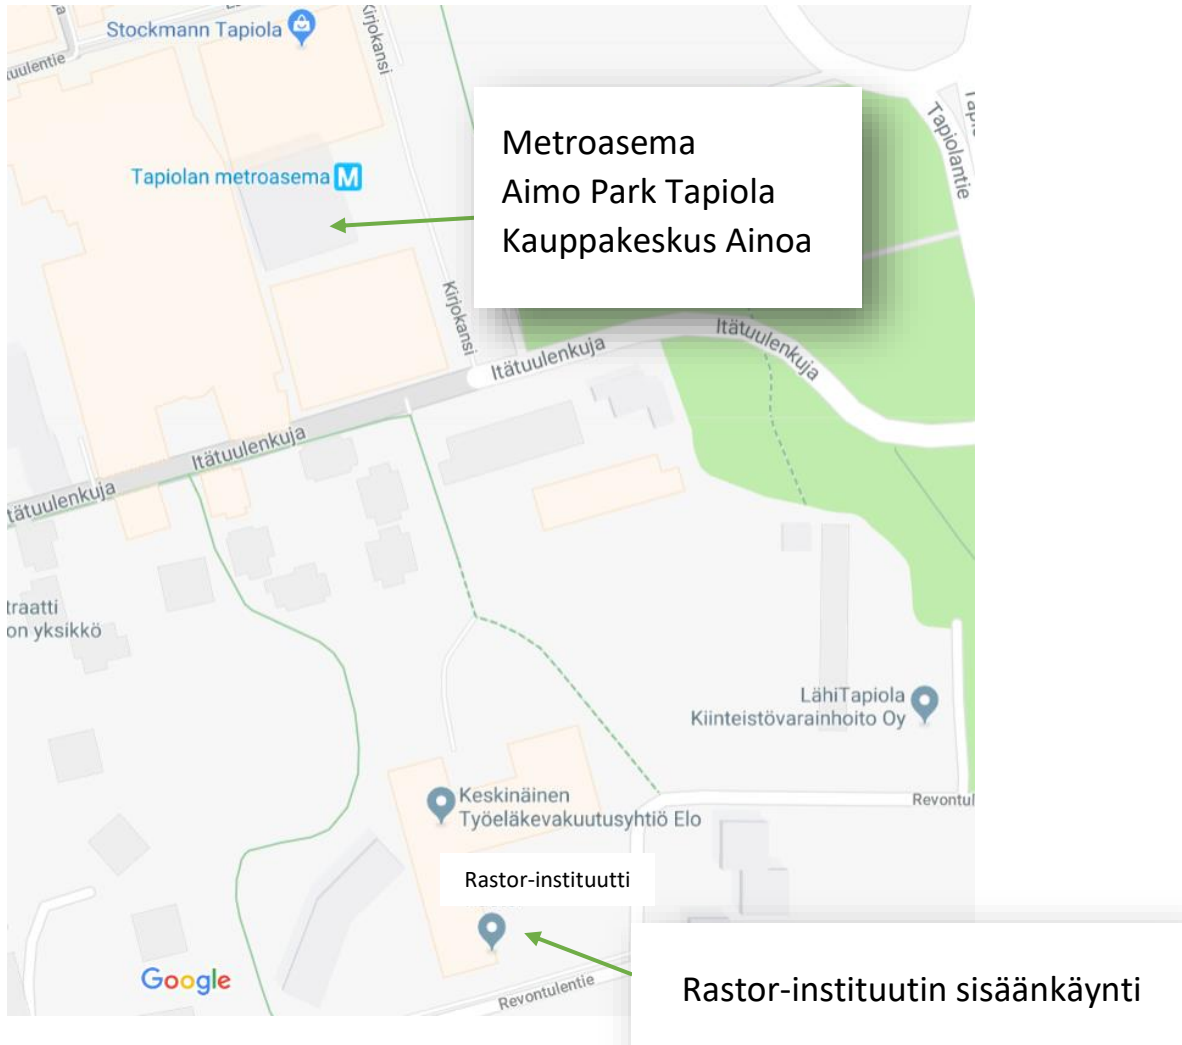 Stockmann Tapiola
Kirjokansi
uulentie
Metroasema
Aimo Park Tapiola
Kauppakeskus Ainoa
Tapiolantie
Tapiolan metroasema
Kirjokansi
Itätuulenkuja
Itätuulenkuja
Itätuulenkuja
tätuulenkuja
traatti
on yksikkö
LähiTapiola
Kiinteistövarainhoito Oy
Keskinäinen
Työeläkevakuutusyhtiö Elo
Revontul
Rastor-instituutti
Google
Revontulentie
Rastor-instituutin sisäänkäynti